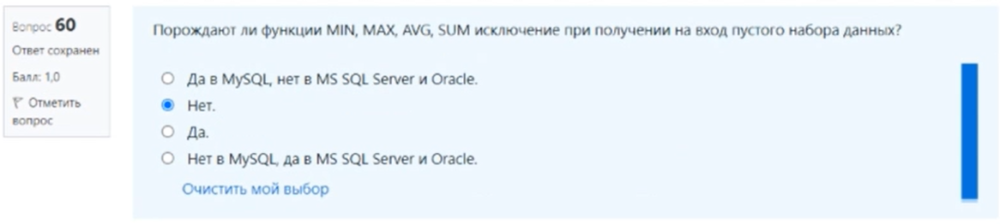 Вопрос 60
Ответ сохранен
Балл: 1,0
Отметить
вопрос
Порождают ли функции MIN, MAX, AVG, SUM исключение при получении на вход пустого набора данных?
Да в MySQL, нет в MS SQL Server и Oracle.
Нет.
Да.
Нет в MySQL, да в MS SQL Server и Oracle.
Очистить мой выбор